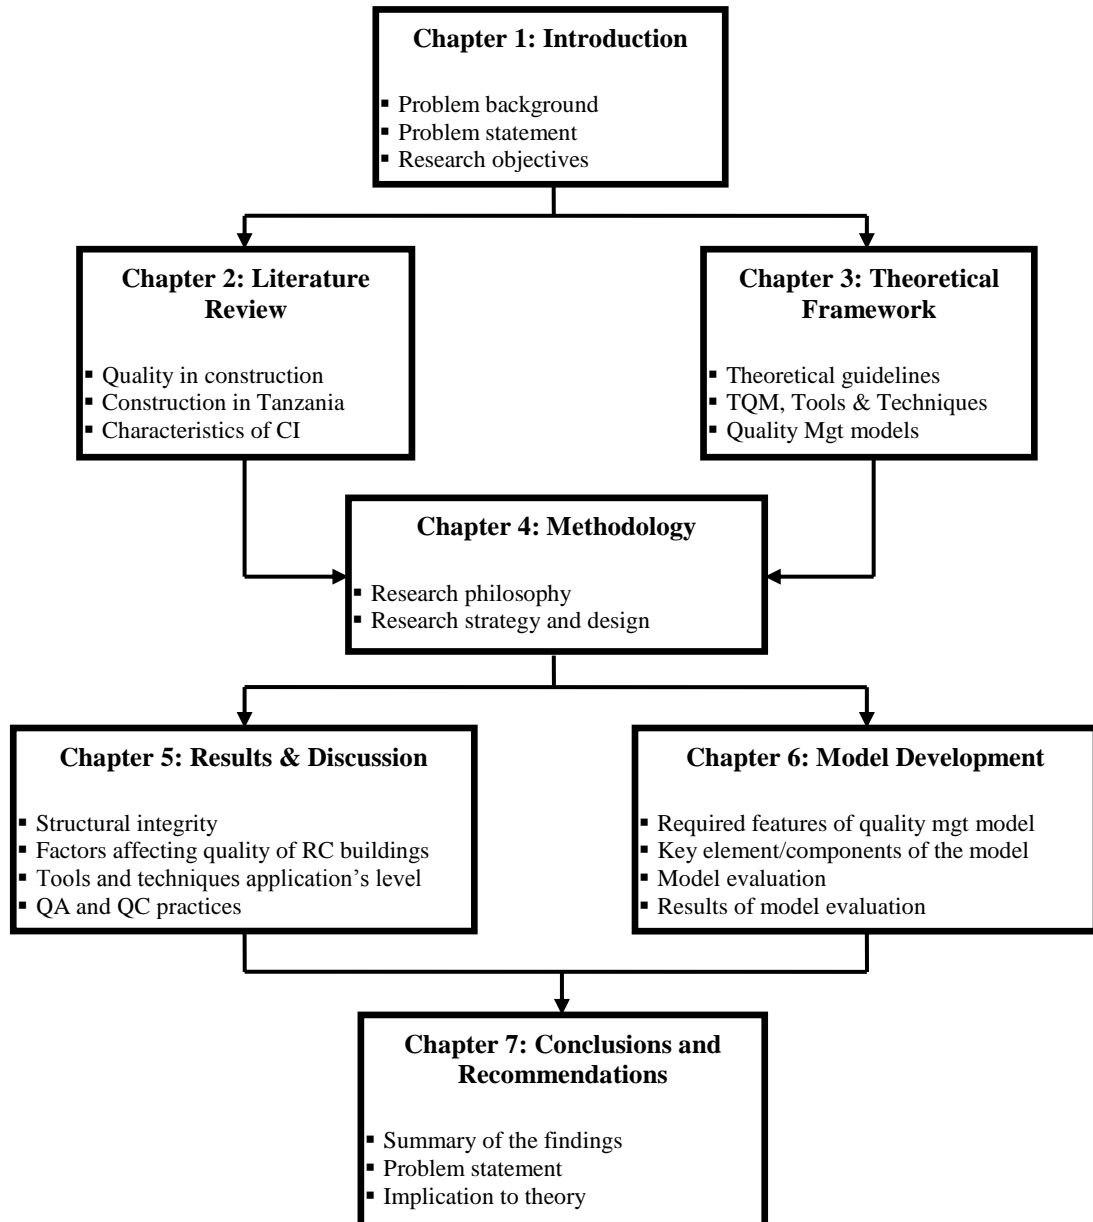 Chapter 1: Introduction
▪ Problem background
▪ Problem statement
▪ Research objectives
Chapter 2: Literature
Review
▪ Quality in construction
▪ Construction in Tanzania
▪ Characteristics of CI
Chapter 3: Theoretical
Framework
▪ Theoretical guidelines
▪ TQM, Tools & Techniques
▪ Quality Mgt models
Chapter 4: Methodology
▪ Research philosophy
▪ Research strategy and design
Chapter 5: Results & Discussion
▪ Structural integrity
▪ Factors affecting quality of RC buildings
▪ Tools and techniques application’s level
▪ QA and QC practices
Chapter 6: Model Development
▪ Required features of quality mgt model
▪ Key element/components of the model
▪ Model evaluation
▪ Results of model evaluation
Chapter 7: Conclusions and
Recommendations
▪ Summary of the findings
▪ Problem statement
▪ Implication to theory